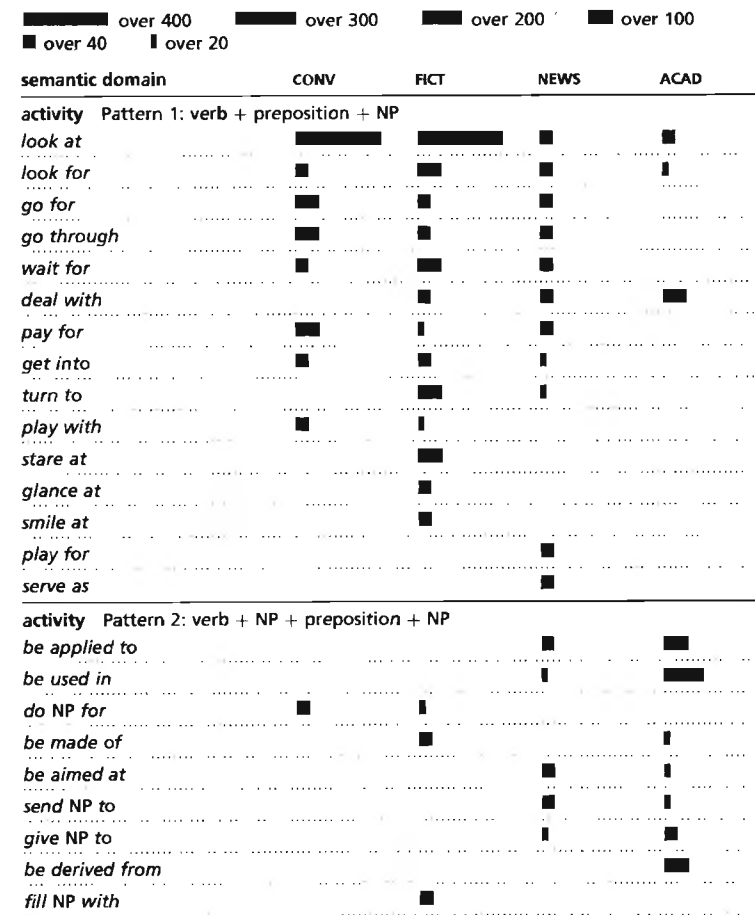 over 400 over 300 over 200 over 100
over 40 over 20
semantic domain CONV FICT NEWS ACAD
activity Pattern 1: verb + preposition + NP
look at
look for
go for
go through
wait for
deal with
pay for
get into
turn to
play with
stare at
glance at
smile at
play for
serve as
activity Pattern 2: verb + NP + preposition + NP
be applied to
be used in
do NP for
be made of
be aimed at
send NP to
give NP to
be derived from
fill NP with